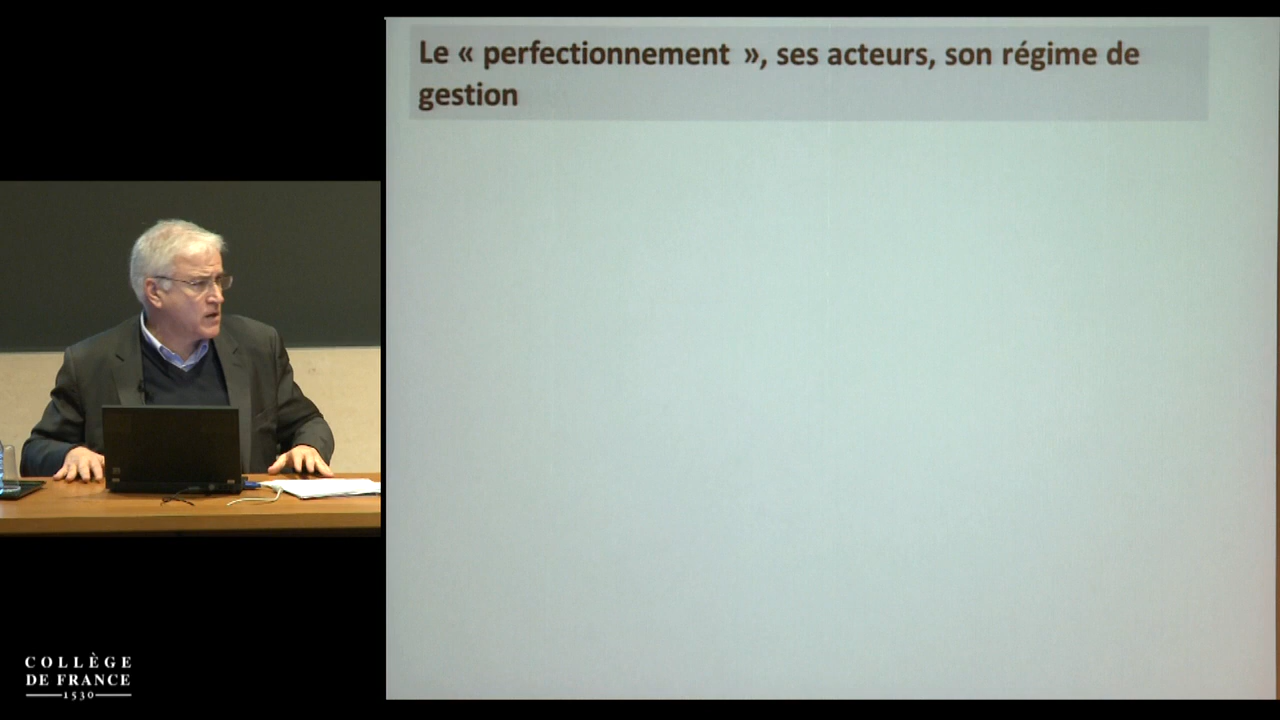 Le « perfectionnement », ses acteurs, son régime de
gestion
COLLÈGE
DE FRANCE
1530